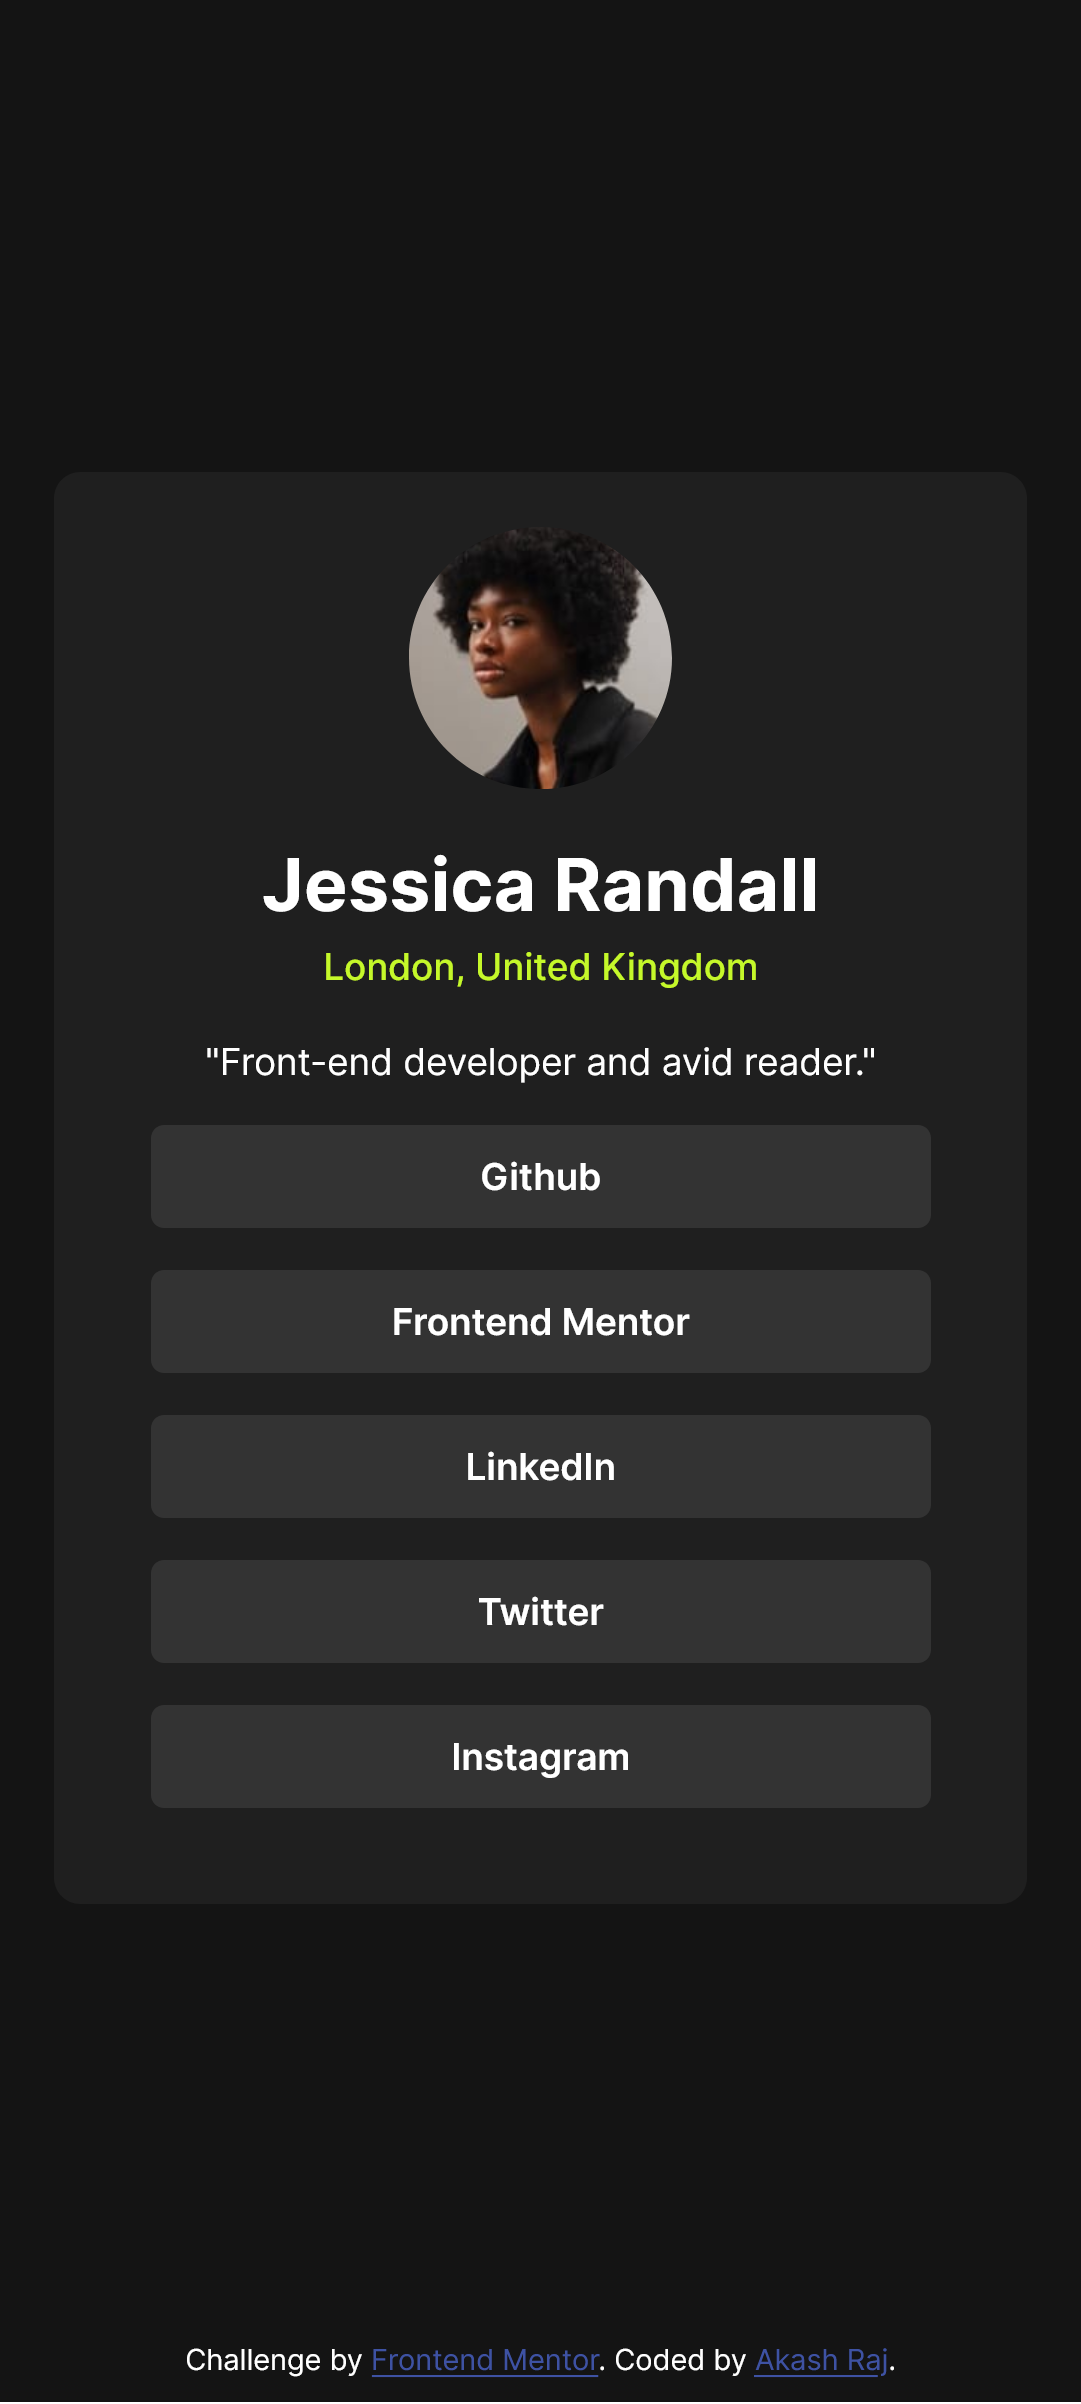 Jessica Randall
London, United Kingdom
"Front-end developer and avid reader."
Github
Frontend Mentor
LinkedIn
Twitter
Instagram
Challenge by Frontend Mentor. Coded by Akash Raj.